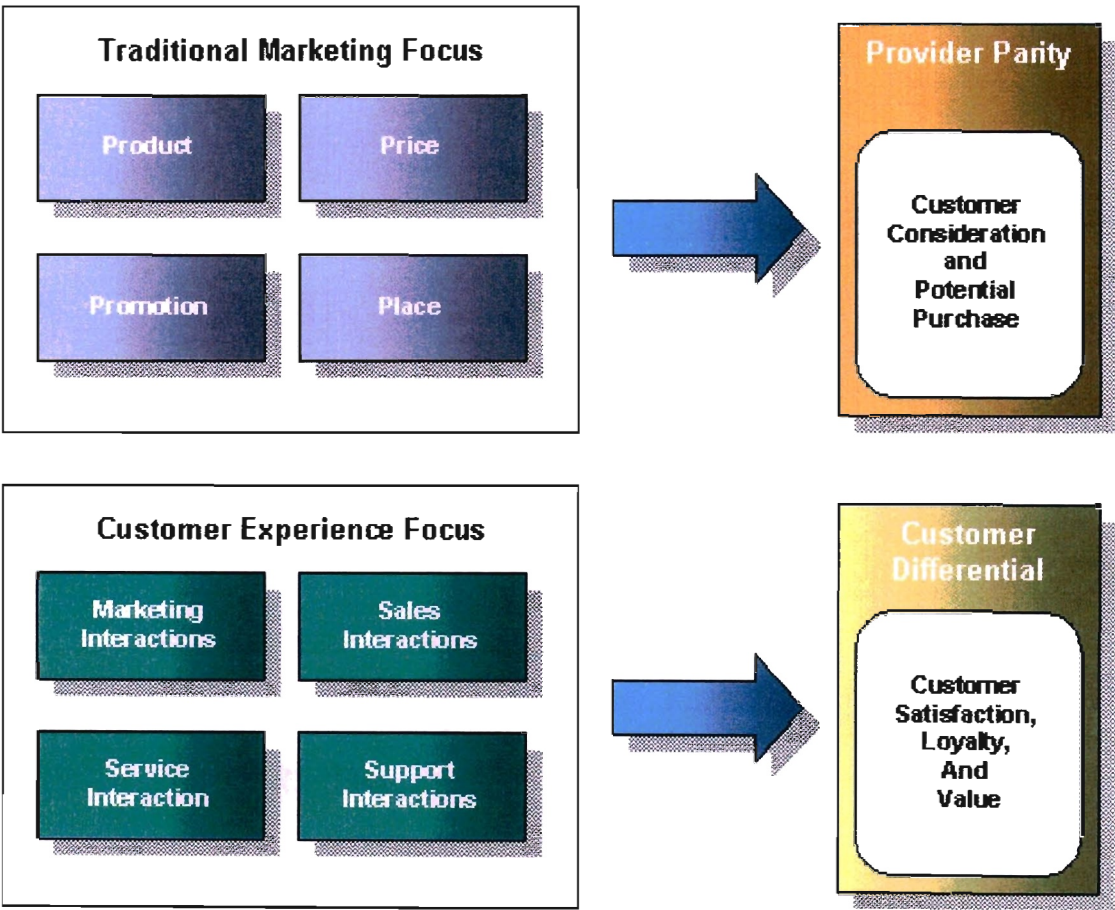 Traditional Marketing Focus
Product
Price
Promotion
Place
Provider Parity
Customer
Consideration
and
Potential
Purchase
Customer Experience Focus
Marketing
Interactions
Sales
Interactions
Service
Interaction
Support
Interactions
Customer
Differential
Customer
Satisfaction,
Loyalty,
And
Value